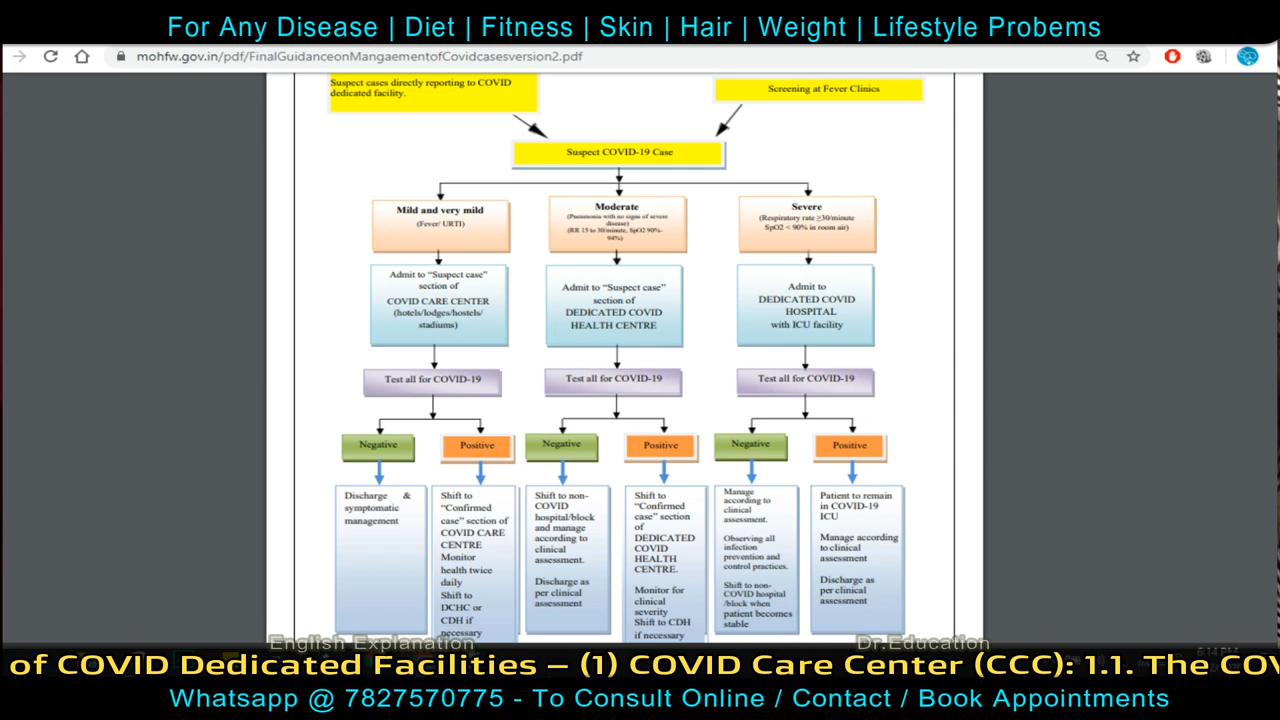 For Any Disease | Diet | Fitness | Skin | Hair | Weight | Lifestyle Probems
mohfw.gov.in/pdf/FinalGuidanceonMangaementofCovidcasesversion2.pdf
Suspect cases directly reporting to COVID
dedicated facility.
Screening at Fever Clinics
Suspect COVID-19 Case
Mild and very mild
(Fever/ URTI)
Moderate
(Pneumonia with no signs of severe
disease)
(RR 15 to 30/minute, SpO2 90%-
94%)
Severe
(Respiratory rate ≥30/minute
SpO2 < 90% in room air)
Admit to "Suspect case"
section of
COVID CARE CENTER
(hotels/lodges/hostels/
stadiums)
Admit to "Suspect case"
section of
DEDICATED COVID
HEALTH CENTRE
Admit to
DEDICATED COVID
HOSPITAL
with ICU facility
Test all for COVID-19
Test all for COVID-19
Test all for COVID-19
Negative
Positive
Negative
Positive
Negative
Positive
Discharge &
symptomatic
management
Shift to
"Confirmed
case" section of
COVID CARE
CENTRE
Monitor
health twice
daily
Shift to
DCHC or
CDH if
necessary
Shift to non-
COVID
hospital/block
and manage
according to
clinical
assessment.
Discharge as
per clinical
assessment
Shift to
"Confirmed
case" section
of
DEDICATED
COVID
HEALTH
CENTRE.
Monitor for
clinical
severity
Shift to CDH
if necessary
Manage
according to
clinical
assessment.
Observing all
infection
prevention and
control practices.
Shift to non-
COVID hospital
/block when
patient becomes
stable
Patient to remain
in COVID-19
ICU
Manage according
to clinical
assessment
Discharge as
per clinical
assessment
English Explanation
Dr.Education
of COVID Dedicated Facilities – (1) COVID Care Center (CCC): 1.1. The COV
Whatsapp @ 7827570775 - To Consult Online / Contact / Book Appointments